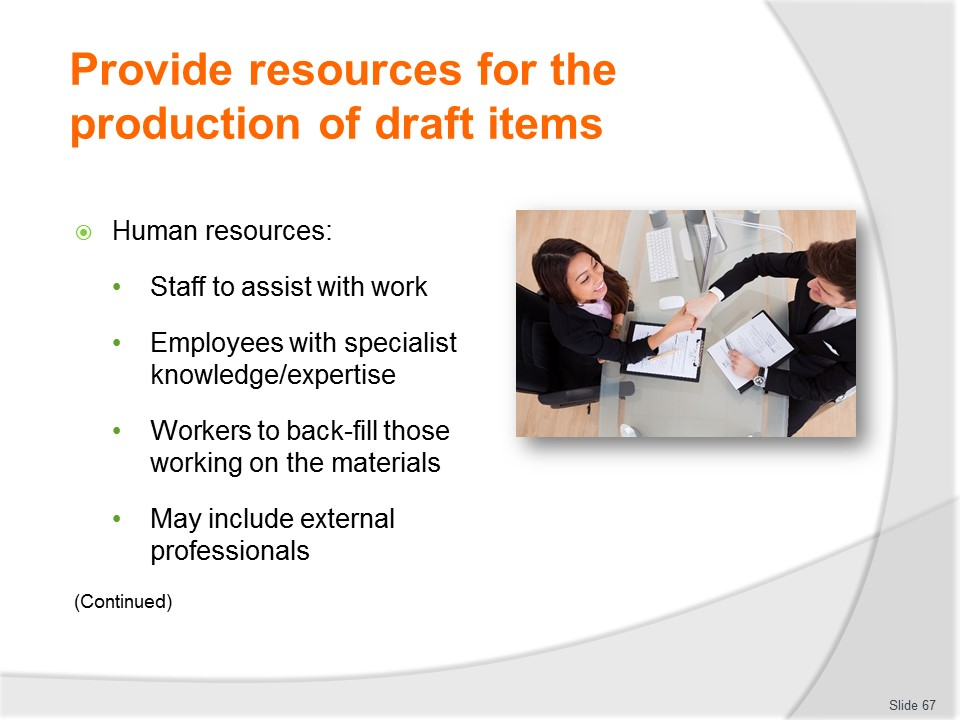 Provide resources for the
production of draft items
Human resources:
• Staff to assist with work
• Employees with specialist
knowledge/expertise
• Workers to back-fill those
working on the materials
• May include external
professionals
(Continued)
Slide 67